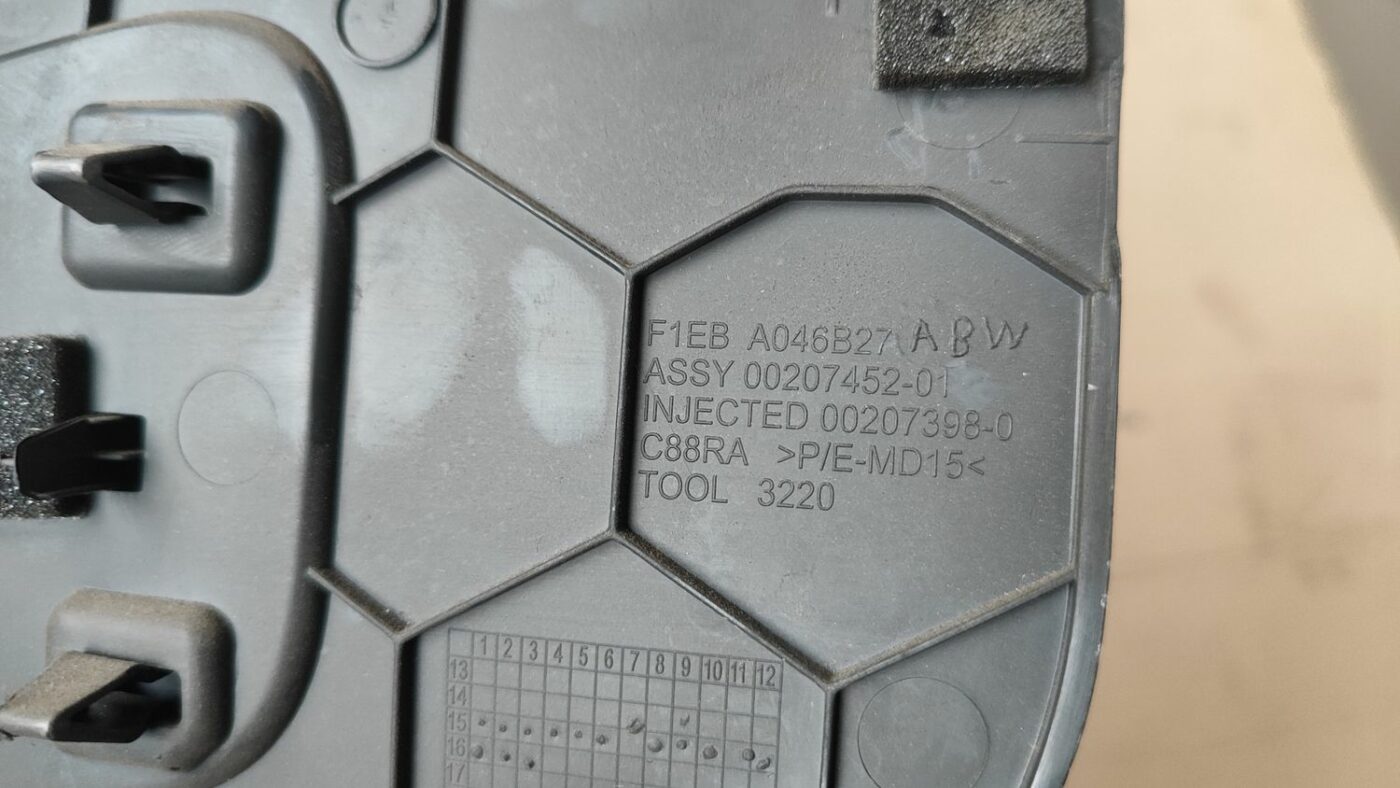 F1EB A046B27 ABW
ASSY 00207452-01
INJECTED 00207398-0
C88RA >P/E-MD15<
TOOL 3220
1 2 3 4 5 6 7 8 9 10 11 12
13
14
15
16
17